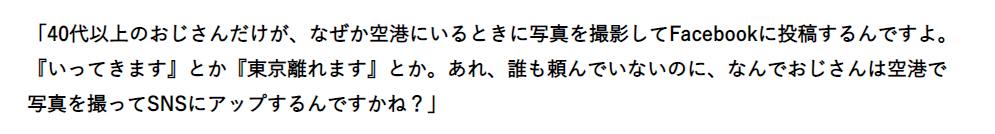 「40代以上のおじさんだけが、なぜか空港にいるときに写真を撮影してFacebookに投稿するんですよ。
『いってきます』とか『東京離れます』とか。あれ、誰も頼んでいないのに、なんでおじさんは空港で
写真を撮ってSNSにアップするんですかね？」